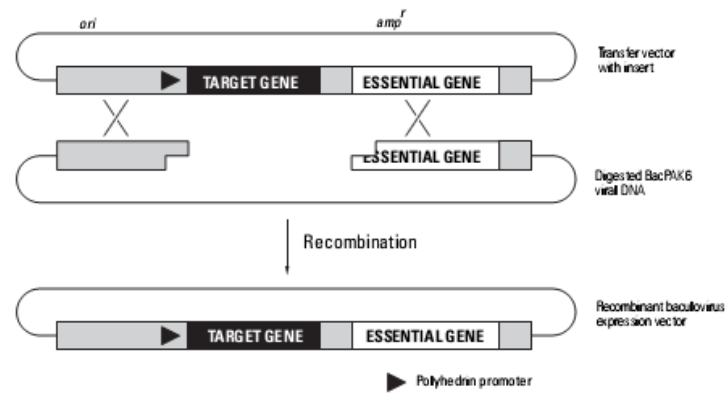 ori
amp^r
TARGET GENE
ESSENTIAL GENE
Transfer vector
with insert
ESSENTIAL GENE
Digested BacPAK6
viral DNA
Recombination
Recombinant baculovirus
expression vector
TARGET GENE
ESSENTIAL GENE
Polyhedrin promoter